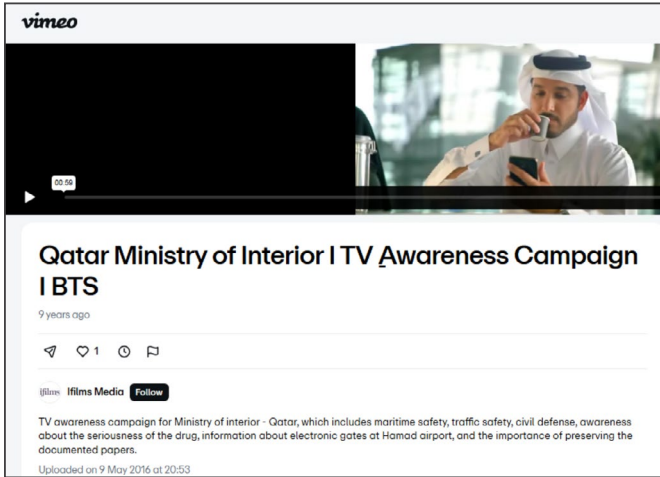 vimeo
00:59
Qatar Ministry of Interior I TV Awareness Campaign
I BTS
9 years ago
1
ifilms Ifilms Media Follow
TV awareness campaign for Ministry of interior - Qatar, which includes maritime safety, traffic safety, civil defense, awareness
about the seriousness of the drug, information about electronic gates at Hamad airport, and the importance of preserving the
documented papers.
Uploaded on 9 May 2016 at 20:53